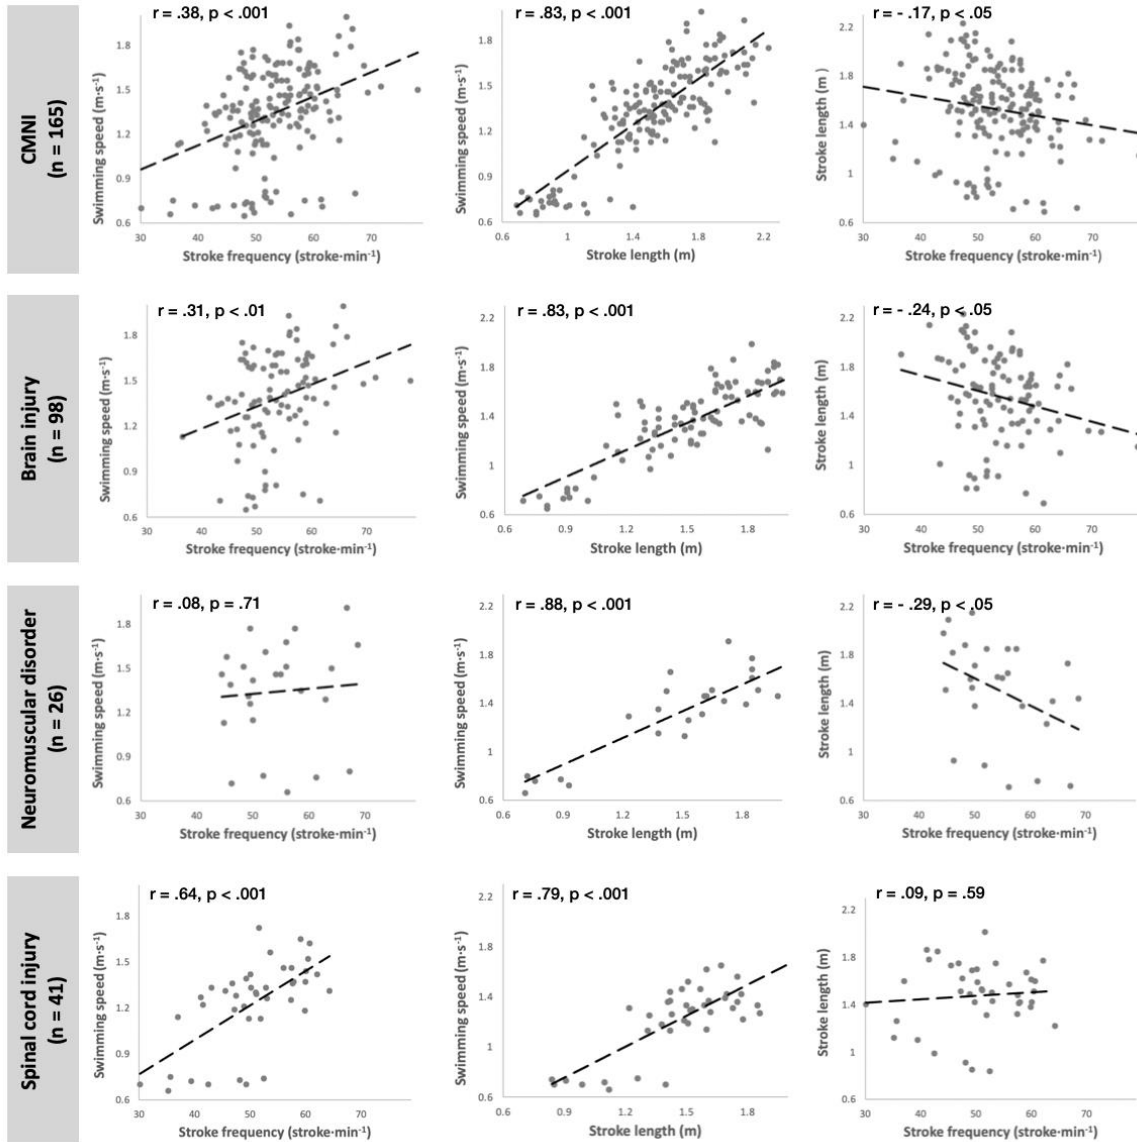 CMNI
(n = 165)
r = .38, p < .001
Swimming speed (m·s⁻¹)
1.8
1.5
1.2
0.9
0.6
30 40 50 60 70
Stroke frequency (stroke·min⁻¹)
r = .83, p < .001
Swimming speed (m·s⁻¹)
1.8
1.4
1
0.6
0.6 1 1.4 1.8 2.2
Stroke length (m)
r = - .17, p < .05
Stroke length (m )
2.2
1.8
1.4
1
0.6
30 40 50 60 70
Stroke frequency (stroke·min⁻¹)
Brain injury
(n = 98)
r = .31, p < .01
Swimming speed (m·s⁻¹)
1.8
1.5
1.2
0.9
0.6
30 40 50 60 70
Stroke frequency (stroke·min⁻¹)
r = .83, p < .001
Swimming speed (m·s⁻¹)
2.2
1.8
1.4
1
0.6
0.6 0.9 1.2 1.5 1.8
Stroke length (m)
r = - .24, p < .05
Stroke length (m)
2.2
1.8
1.4
1
0.6
30 40 50 60 70
Stroke frequency (stroke·min⁻¹)
Neuromuscular disorder
(n = 26)
r = .08, p = .71
Swimming speed (m·s⁻¹)
1.8
1.5
1.2
0.9
0.6
30 40 50 60 70
Stroke frequency (stroke·min⁻¹)
r = .88, p < .001
Swimming speed (m·s⁻¹)
2.2
1.8
1.4
1
0.6
0.6 0.9 1.2 1.5 1.8
Stroke length (m)
r = - .29, p < .05
Stroke length (m)
2.2
1.8
1.4
1
0.6
30 40 50 60 70
Stroke frequency (stroke·min⁻¹)
Spinal cord injury
(n = 41)
r = .64, p < .001
Swimming speed (m·s⁻¹)
1.8
1.5
1.2
0.9
0.6
30 40 50 60 70
Stroke frequency (stroke·min⁻¹)
r = .79, p < .001
Swimming speed (m·s⁻¹)
2.2
1.8
1.4
1
0.6
0.6 0.9 1.2 1.5 1.8
Stroke length (m)
r = .09, p = .59
Stroke length (m)
2.2
1.8
1.4
1
0.6
30 40 50 60 70
Stroke frequency (stroke·min⁻¹)